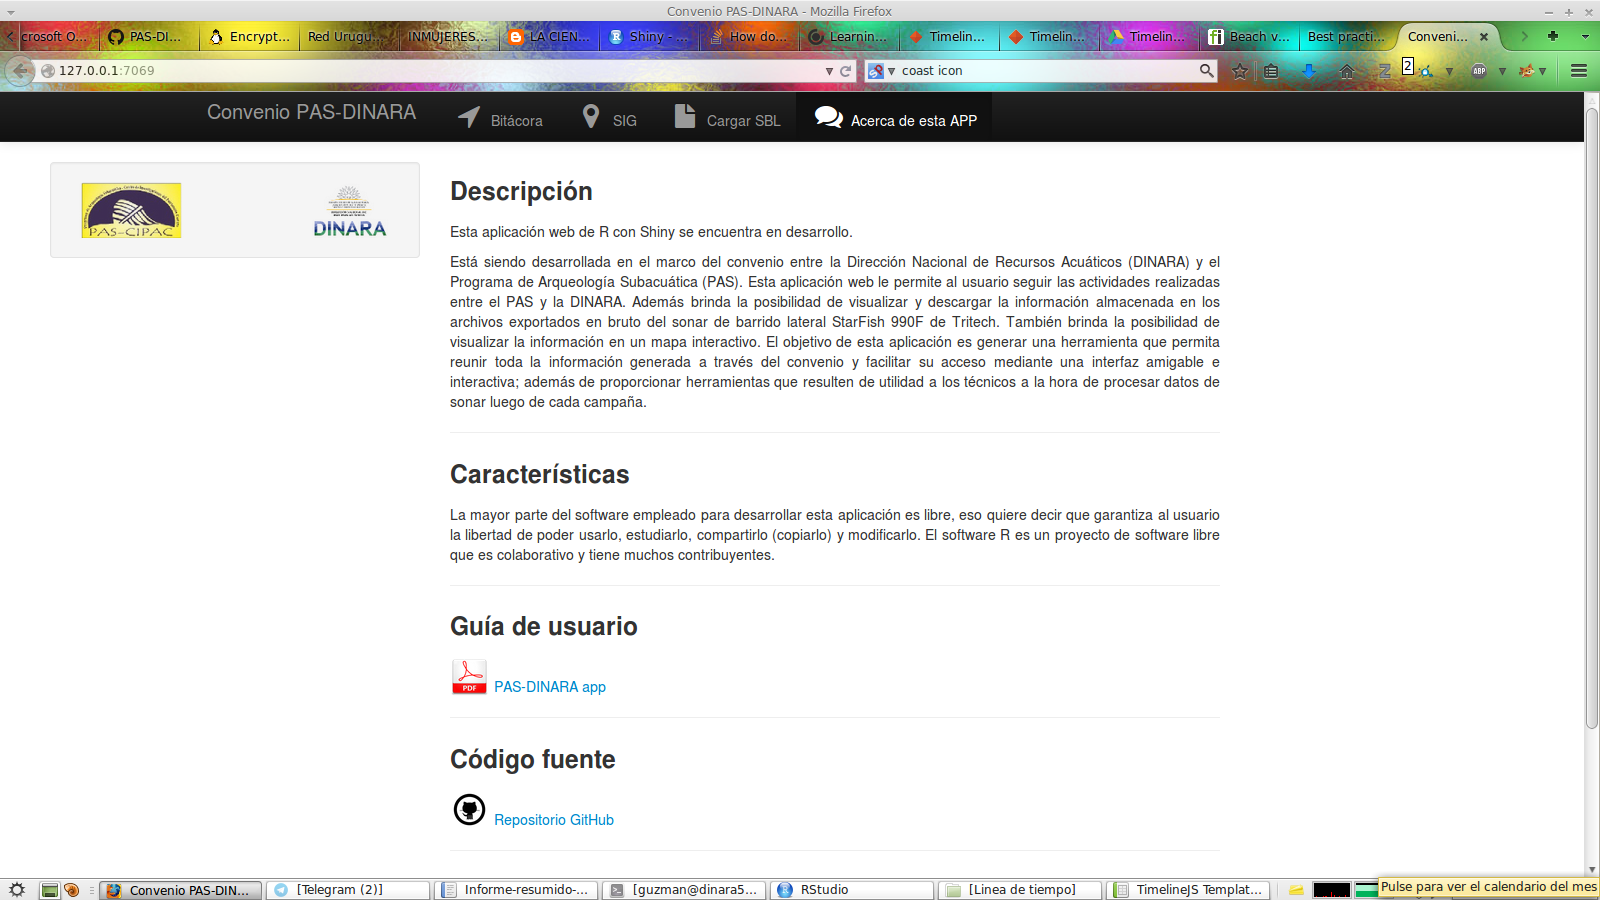 Convenio PAS-DINARA - Mozilla Firefox
crosoft O...
PAS-DI...
Encrypt...
Red Urugu...
INMUJERES...
LA CIEN...
Shiny - ...
How do...
Learnin...
Timelin...
Timelin...
Timelin...
Beach v...
Best practi...
Conveni...
127.0.0.1:7069
coast icon
2
ABP
Convenio PAS-DINARA
Bitácora
SIG
Cargar SBL
Acerca de esta APP
PAS-CIPAC
DINARA
Descripción
Esta aplicación web de R con Shiny se encuentra en desarrollo.
Está siendo desarrollada en el marco del convenio entre la Dirección Nacional de Recursos Acuáticos (DINARA) y el
Programa de Arqueología Subacuática (PAS). Esta aplicación web le permite al usuario seguir las actividades realizadas
entre el PAS y la DINARA. Además brinda la posibilidad de visualizar y descargar la información almacenada en los
archivos exportados en bruto del sonar de barrido lateral StarFish 990F de Tritech. También brinda la posibilidad de
visualizar la información en un mapa interactivo. El objetivo de esta aplicación es generar una herramienta que permita
reunir toda la información generada a través del convenio y facilitar su acceso mediante una interfaz amigable e
interactiva; además de proporcionar herramientas que resulten de utilidad a los técnicos a la hora de procesar datos de
sonar luego de cada campaña.
Características
La mayor parte del software empleado para desarrollar esta aplicación es libre, eso quiere decir que garantiza al usuario
la libertad de poder usarlo, estudiarlo, compartirlo (copiarlo) y modificarlo. El software R es un proyecto de software libre
que es colaborativo y tiene muchos contribuyentes.
Guía de usuario
PDF
PAS-DINARA app
Código fuente
Repositorio GitHub
Convenio PAS-DIN...
[Telegram (2)]
Informe-resumido-...
[guzman@dinara5...
RStudio
[Linea de tiempo]
TimelineJS Templat...
Pulse para ver el calendario del mes